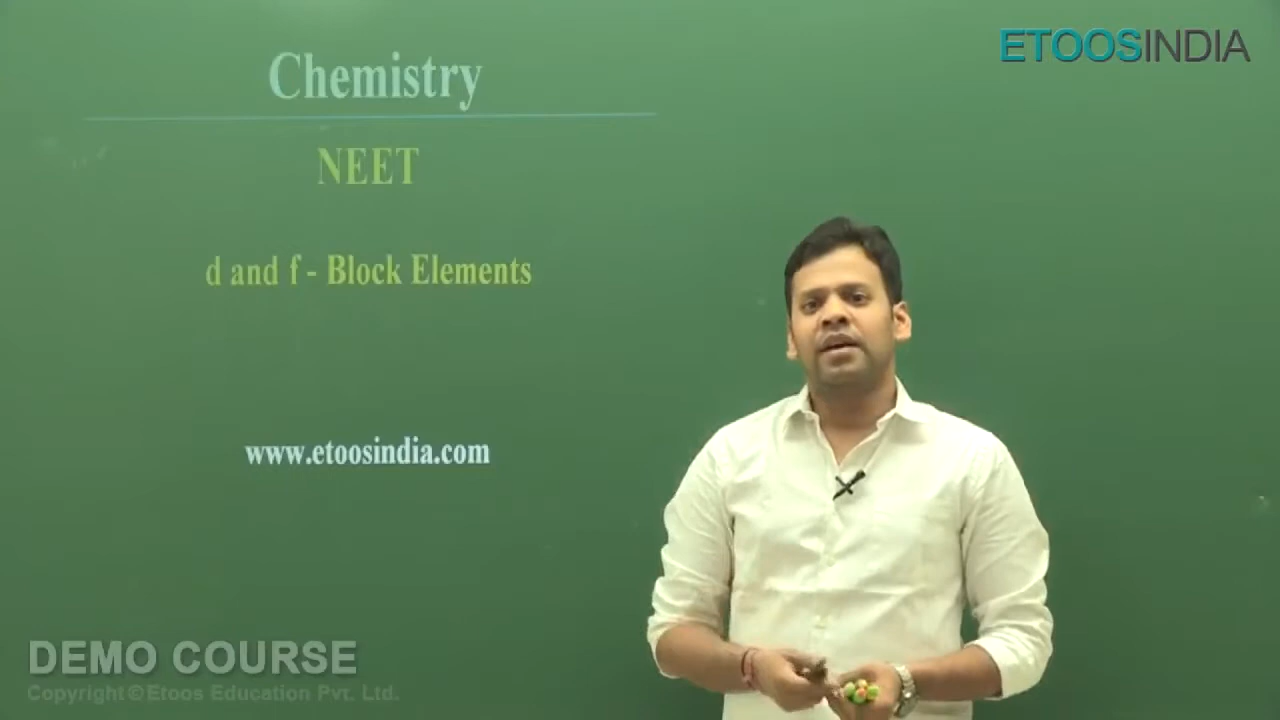 ETOOSINDIA
Chemistry
NEET
d and f - Block Elements
www.etoosindia.com
DEMO COURSE
Copyright © Etoos Education Pvt. Ltd.